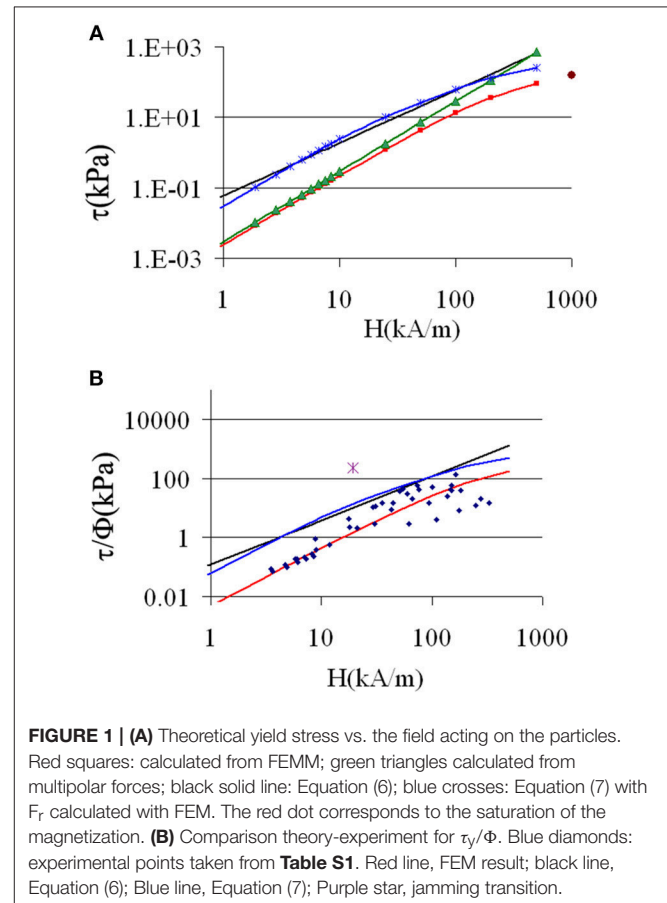 A
1.E+03
1.E+01
1.E-01
1.E-03
τ(kPa)
1 10 100 1000
H(kA/m)
B
10000
100
1
0.01
τ/Φ(kPa)
1 10 100 1000
H(kA/m)
FIGURE 1 | (A) Theoretical yield stress vs. the field acting on the particles.
Red squares: calculated from FEMM; green triangles calculated from
multipolar forces; black solid line: Equation (6); blue crosses: Equation (7) with
Fr calculated with FEM. The red dot corresponds to the saturation of the
magnetization. (B) Comparison theory-experiment for τy/Φ. Blue diamonds:
experimental points taken from Table S1. Red line, FEM result; black line,
Equation (6); Blue line, Equation (7); Purple star, jamming transition.